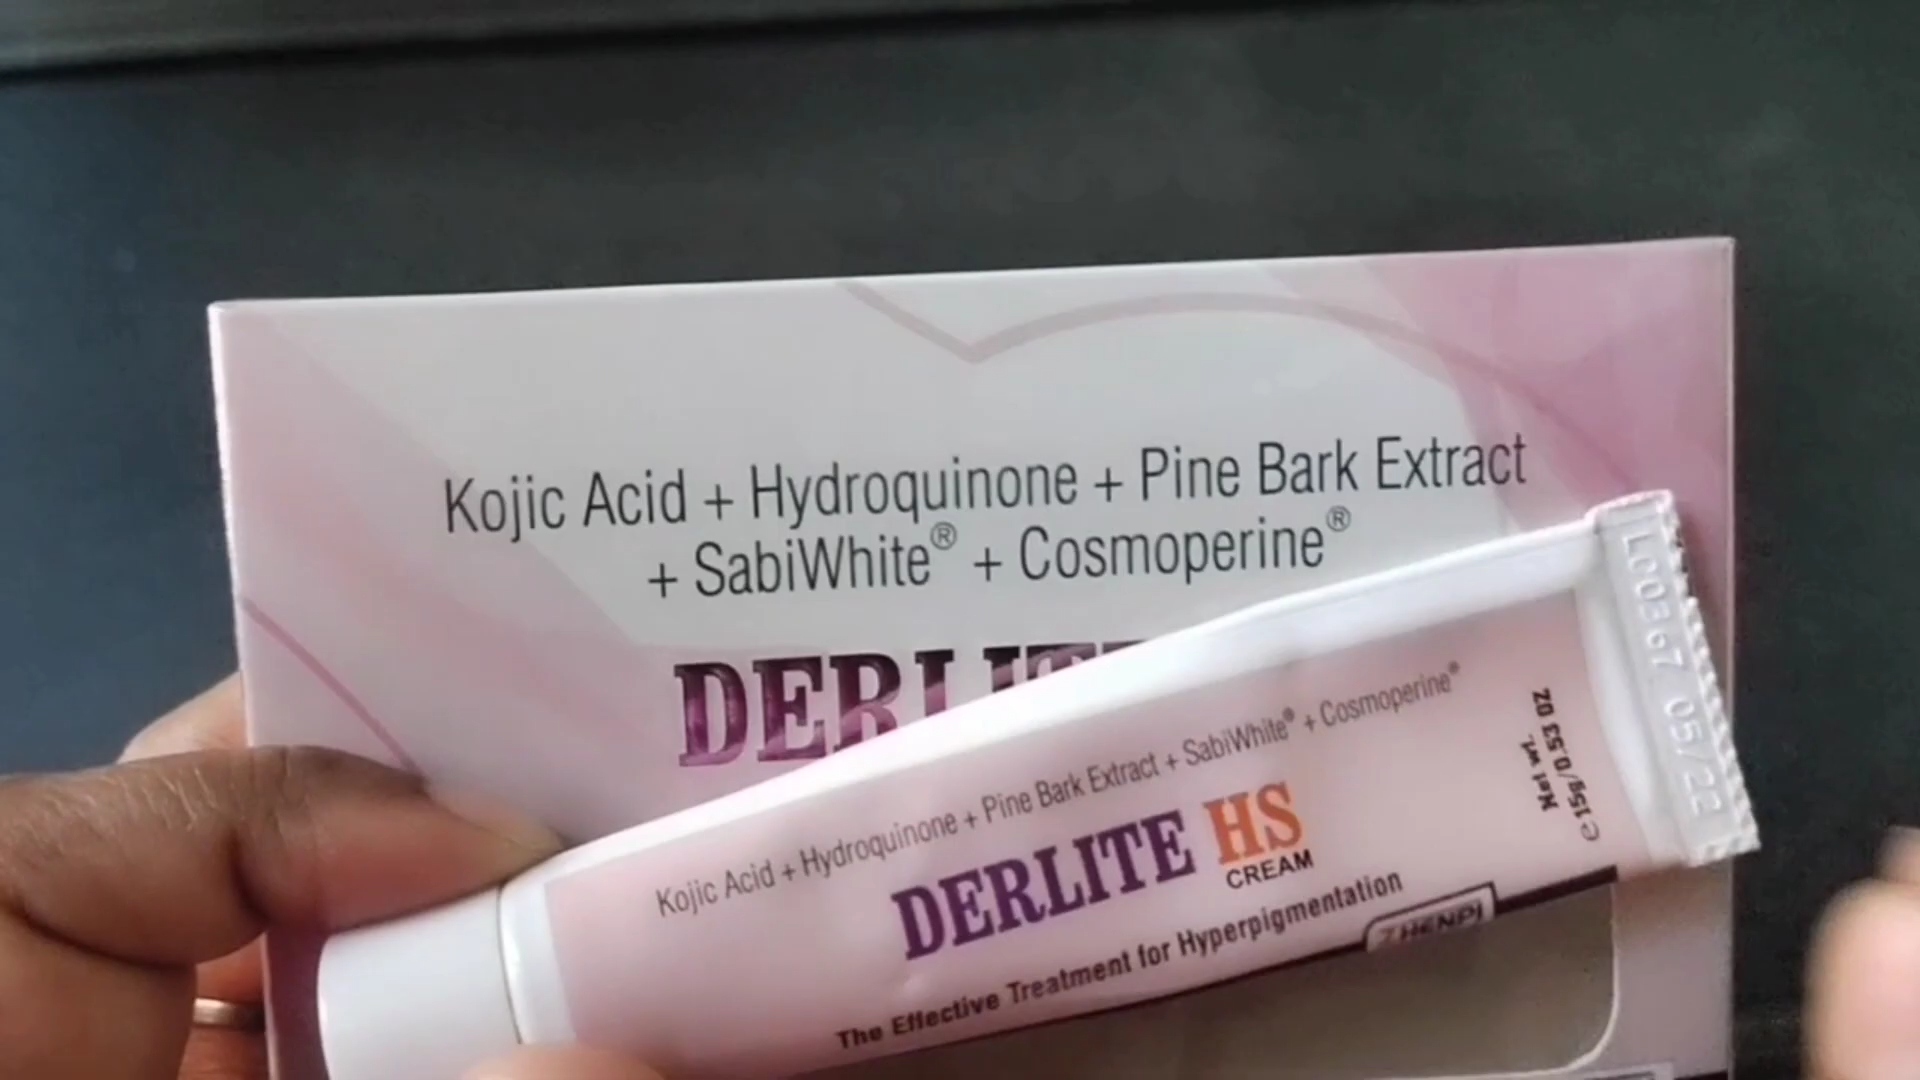 Kojic Acid + Hydroquinone + Pine Bark Extract
+ SabiWhite® + Cosmoperine®
Kojic Acid + Hydroquinone + Pine Bark Extract + SabiWhite® + Cosmoperine®
DERLITE HS
CREAM
The Effective Treatment for Hyperpigmentation
ZHENPI
Net wt.
℮15g/0.53 OZ
L00367 05/22